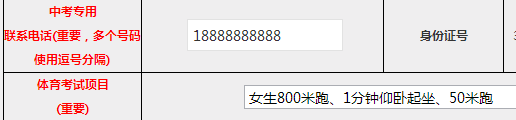 中考专用
联系电话(重要，多个号码
使用逗号分隔)
18888888888
身份证号
体育考试项目
(重要)
女生800米跑、1分钟仰卧起坐、50米跑